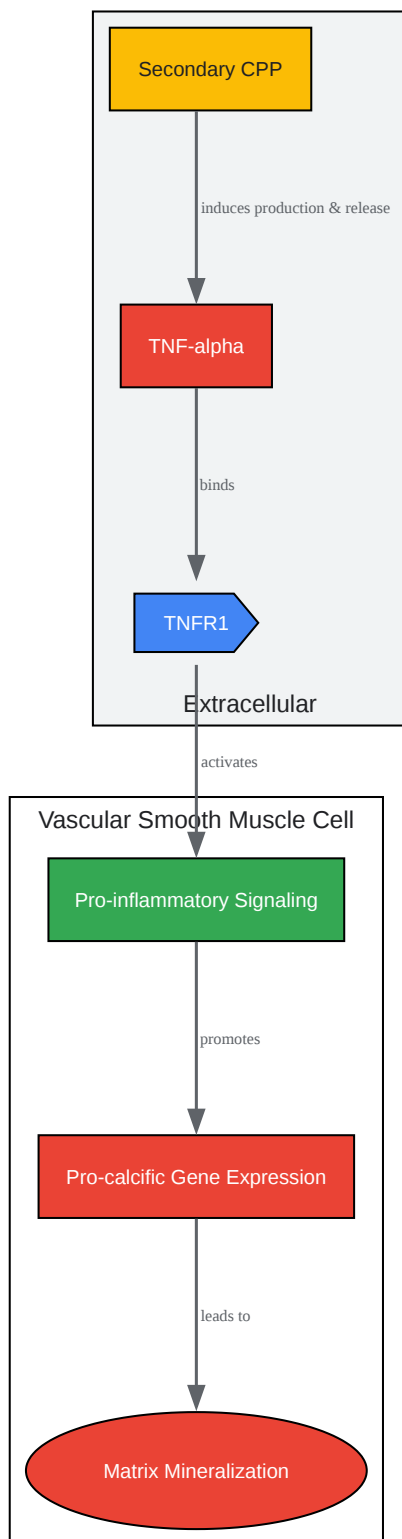 Secondary CPP
induces production & release
TNF-alpha
binds
TNFR1
Extracellular
activates
Vascular Smooth Muscle Cell
Pro-inflammatory Signaling
promotes
Pro-calcific Gene Expression
leads to
Matrix Mineralization